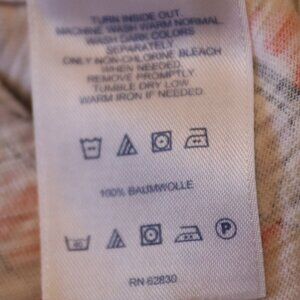 TURN INSIDE OUT.
MACHINE WASH WARM NORMAL
WASH DARK COLORS
SEPARATELY
ONLY NON-CHLORINE BLEACH
WHEN NEEDED.
REMOVE PROMPTLY
TUMBLE DRY LOW
WARM IRON IF NEEDED.
100% BAUMWOLLE
P
RN 62830